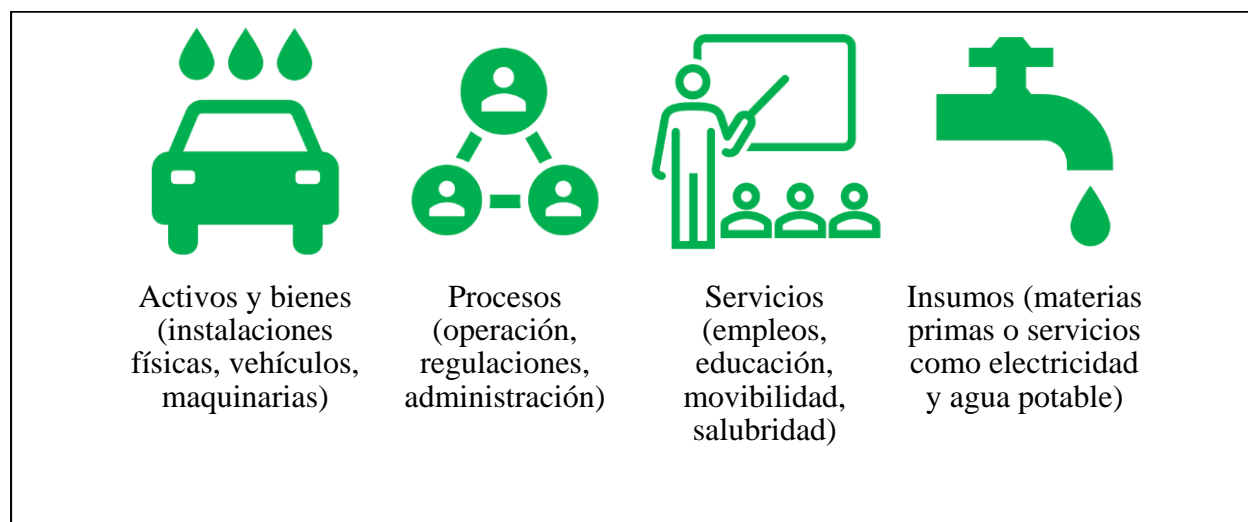 Activos y bienes
(instalaciones
físicas, vehículos,
maquinarias)
Procesos
(operación,
regulaciones,
administración)
Servicios
(empleos,
educación,
movibilidad,
salubridad)
Insumos (materias
primas o servicios
como electricidad
y agua potable)